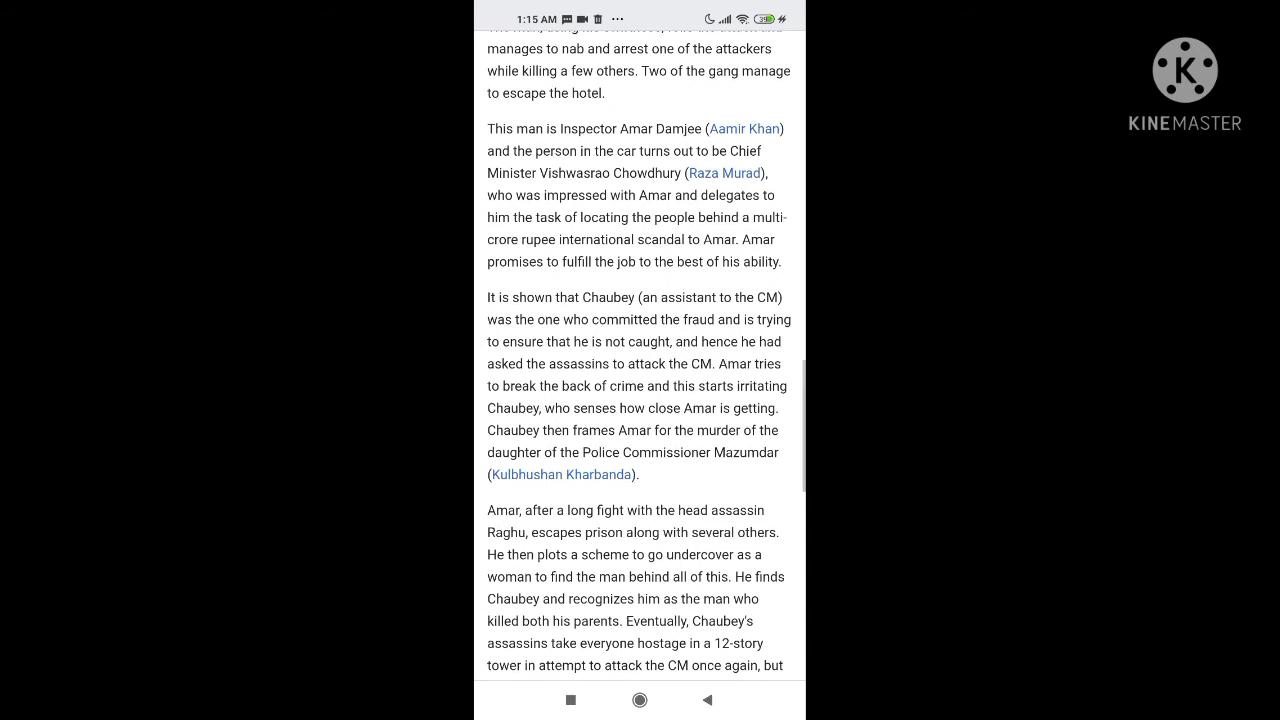 1:15 AM
39
manages to nab and arrest one of the attackers
while killing a few others. Two of the gang manage
to escape the hotel.
This man is Inspector Amar Damjee (Aamir Khan)
and the person in the car turns out to be Chief
Minister Vishwasrao Chowdhury (Raza Murad),
who was impressed with Amar and delegates to
him the task of locating the people behind a multi-
crore rupee international scandal to Amar. Amar
promises to fulfill the job to the best of his ability.
It is shown that Chaubey (an assistant to the CM)
was the one who committed the fraud and is trying
to ensure that he is not caught, and hence he had
asked the assassins to attack the CM. Amar tries
to break the back of crime and this starts irritating
Chaubey, who senses how close Amar is getting.
Chaubey then frames Amar for the murder of the
daughter of the Police Commissioner Mazumdar
(Kulbhushan Kharbanda).
Amar, after a long fight with the head assassin
Raghu, escapes prison along with several others.
He then plots a scheme to go undercover as a
woman to find the man behind all of this. He finds
Chaubey and recognizes him as the man who
killed both his parents. Eventually, Chaubey's
assassins take everyone hostage in a 12-story
tower in attempt to attack the CM once again, but
K
KINEMASTER